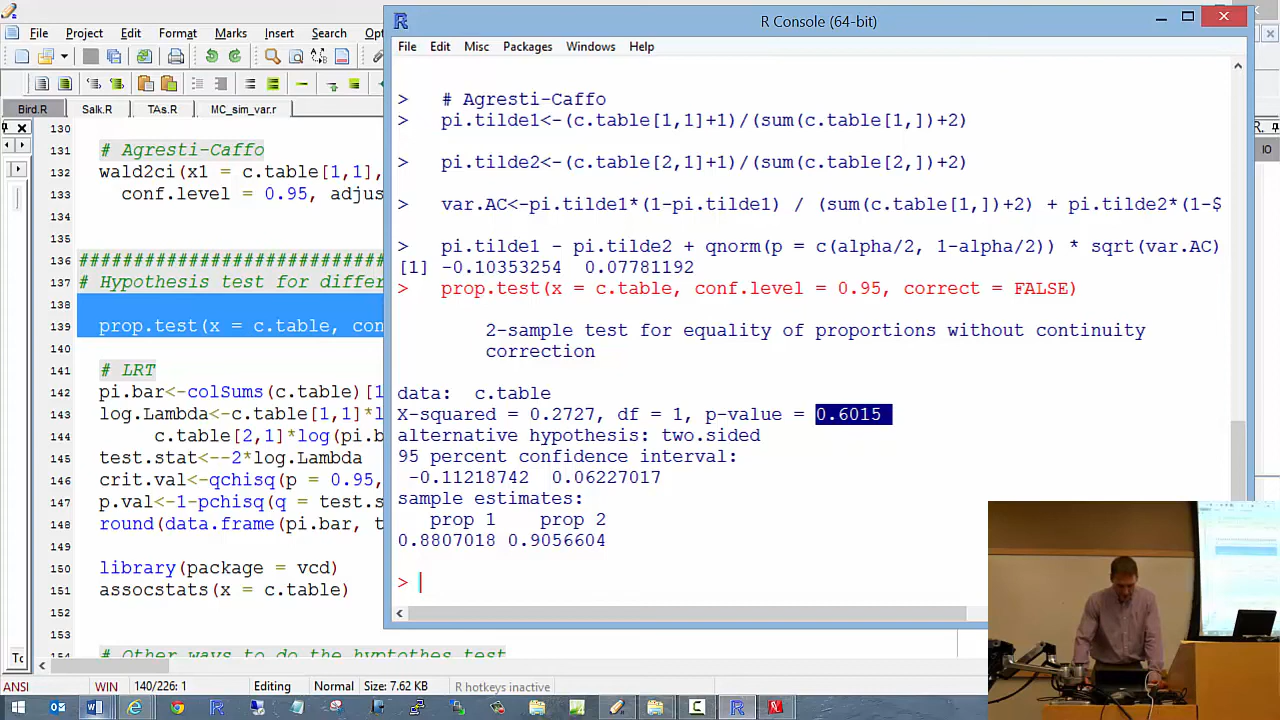 R Console (64-bit)
File Project Edit Format Marks Insert Search
File Edit Misc Packages Windows Help
Bird.R Salk.R TAs.R MC_sim_var.r
130
131 # Agresti-Caffo
132 wald2ci(x1 = c.table[1,1],
133 conf.level = 0.95, adjus
134
135
136 ###########################
137 # Hypothesis test for differ
138
139 prop.test(x = c.table, con
140
141 # LRT
142 pi.bar<-colSums(c.table)[1
143 log.Lambda<-c.table[1,1]*l
144 c.table[2,1]*log(pi.b
145 test.stat<--2*log.Lambda
146 crit.val<-qchisq(p = 0.95,
147 p.val<-1-pchisq(q = test.s
148 round(data.frame(pi.bar, t
149
150 library(package = vcd)
151 assocstats(x = c.table)
152
153
154 # Other ways to do the hyptothes test
> # Agresti-Caffo
> pi.tilde1<-(c.table[1,1]+1)/(sum(c.table[1,])+2)
> pi.tilde2<-(c.table[2,1]+1)/(sum(c.table[2,])+2)
> var.AC<-pi.tilde1*(1-pi.tilde1) / (sum(c.table[1,])+2) + pi.tilde2*(1-$
> pi.tilde1 - pi.tilde2 + qnorm(p = c(alpha/2, 1-alpha/2)) * sqrt(var.AC)
[1] -0.10353254 0.07781192
> prop.test(x = c.table, conf.level = 0.95, correct = FALSE)
2-sample test for equality of proportions without continuity
correction
data: c.table
X-squared = 0.2727, df = 1, p-value = 0.6015
alternative hypothesis: two.sided
95 percent confidence interval:
-0.11218742 0.06227017
sample estimates:
prop 1 prop 2
0.8807018 0.9056604
>
ANSI WIN 140/226: 1 Editing Normal Size: 7.62 KB R hotkeys inactive